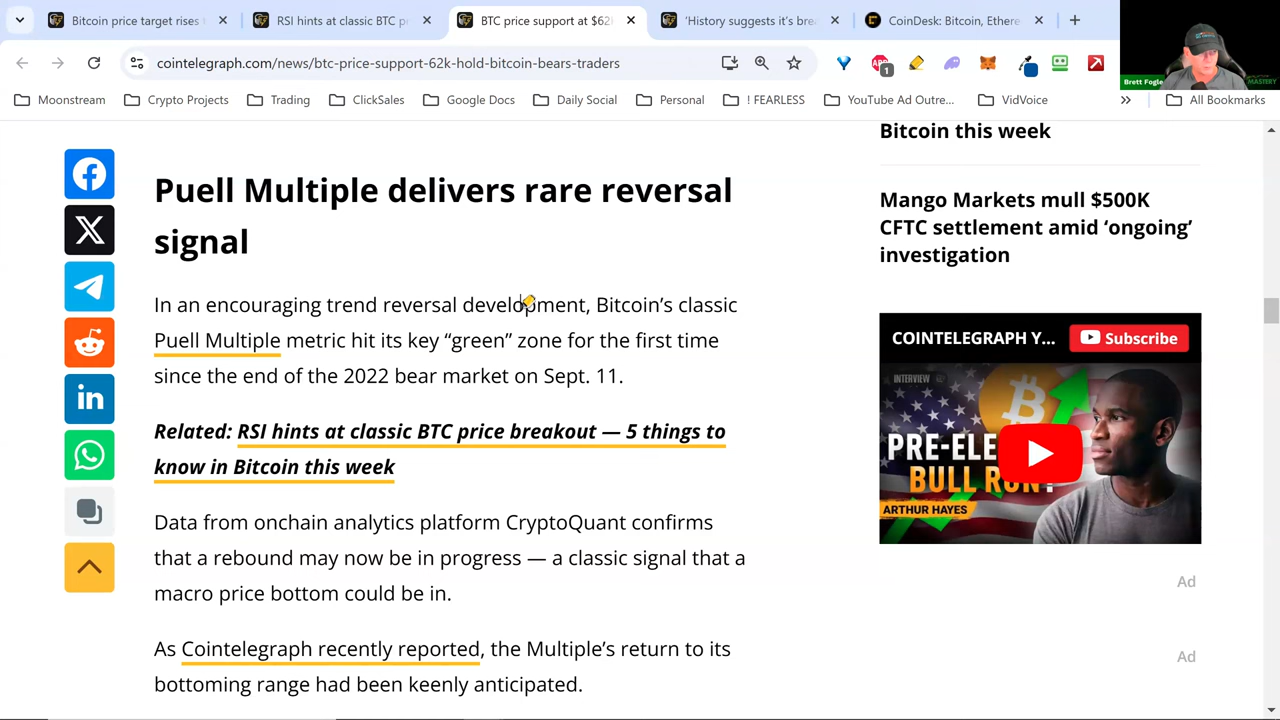 Bitcoin price target rises
RSI hints at classic BTC pr
BTC price support at $62
'History suggests it's brea
CoinDesk: Bitcoin, Ethere
cointelegraph.com/news/btc-price-support-62k-hold-bitcoin-bears-traders
ABP
1
Brett Fogle
MASTERY
Moonstream
Crypto Projects
Trading
ClickSales
Google Docs
Daily Social
Personal
! FEARLESS
YouTube Ad Outre...
VidVoice
All Bookmarks
Puell Multiple delivers rare reversal
signal
In an encouraging trend reversal development, Bitcoin's classic
Puell Multiple metric hit its key “green” zone for the first time
since the end of the 2022 bear market on Sept. 11.
Related: RSI hints at classic BTC price breakout — 5 things to
know in Bitcoin this week
Data from onchain analytics platform CryptoQuant confirms
that a rebound may now be in progress — a classic signal that a
macro price bottom could be in.
As Cointelegraph recently reported, the Multiple's return to its
bottoming range had been keenly anticipated.
Bitcoin this week
Mango Markets mull $500K
CFTC settlement amid ‘ongoing’
investigation
COINTELEGRAPH Y...
Subscribe
INTERVIEW
PRE-ELE
BULL RUN?
ARTHUR HAYES
Ad
Ad